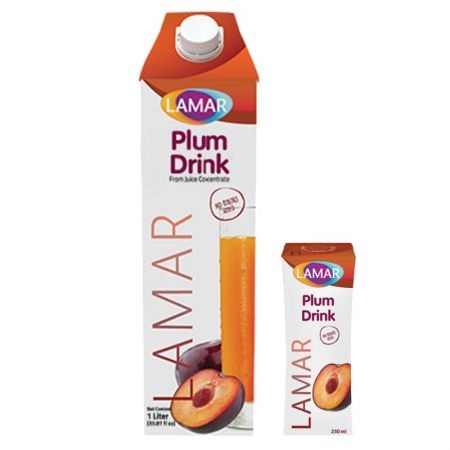 LAMAR
Plum
Drink
From Juice Concentrate
LAMAR
Net Content
1 Liter
(33.81 fl oz)
LAMAR
Plum
Drink
LAMAR
250 ml